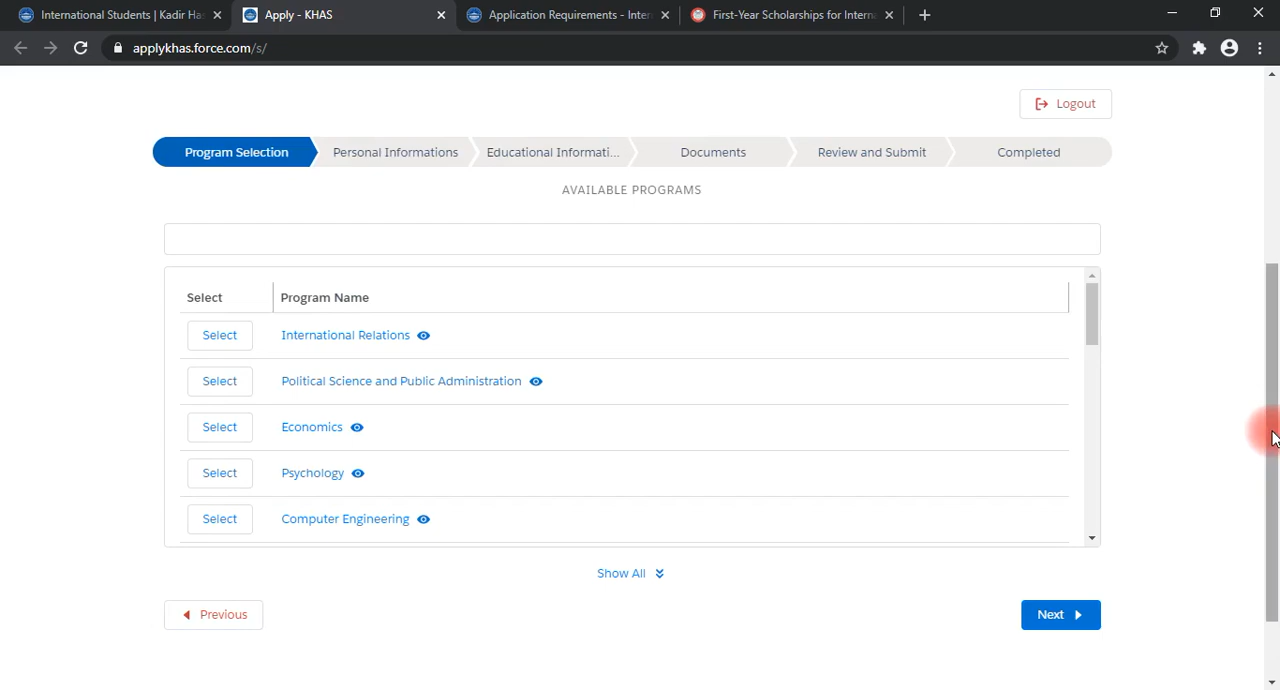 International Students | Kadir Has
Apply - KHAS
Application Requirements - Inter
First-Year Scholarships for Interna
applykhas.force.com/s/
Logout
Program Selection
Personal Informations
Educational Informati...
Documents
Review and Submit
Completed
AVAILABLE PROGRAMS
Select Program Name
Select International Relations
Select Political Science and Public Administration
Select Economics
Select Psychology
Select Computer Engineering
Show All
Previous
Next